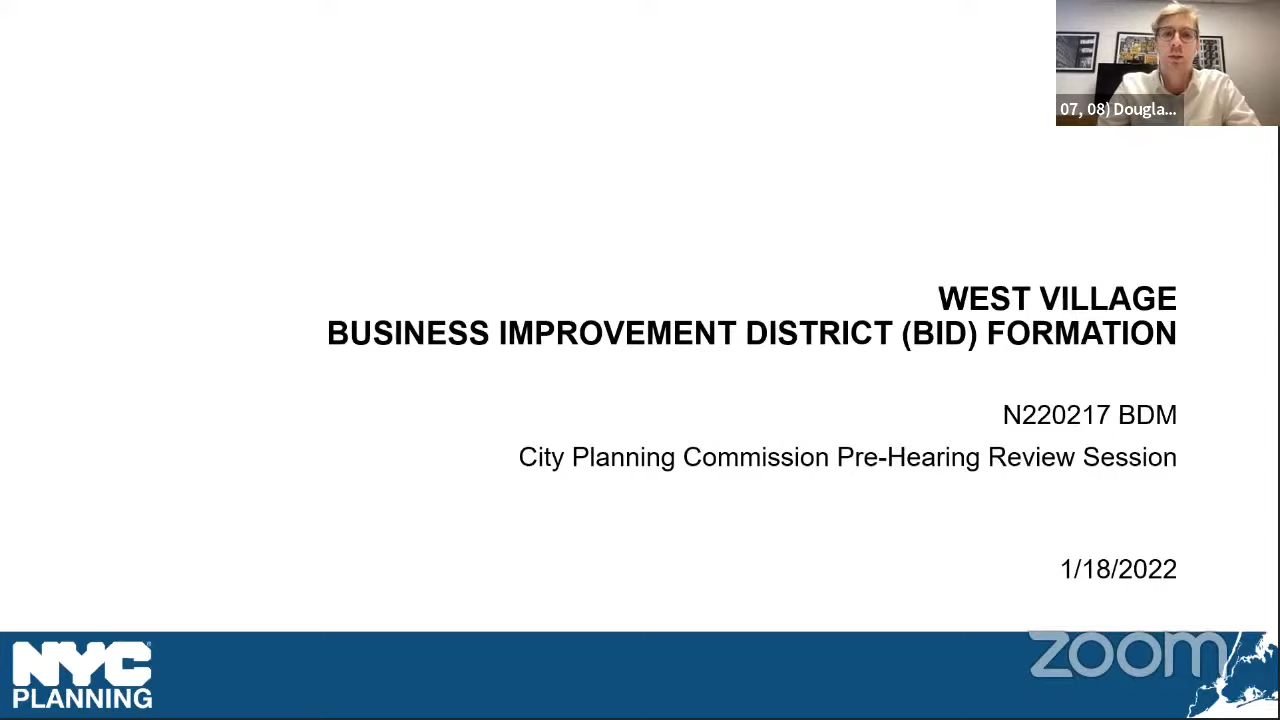 07, 08) Dougla...
WEST VILLAGE
BUSINESS IMPROVEMENT DISTRICT (BID) FORMATION
N220217 BDM
City Planning Commission Pre-Hearing Review Session
1/18/2022
NYC
PLANNING
zoom